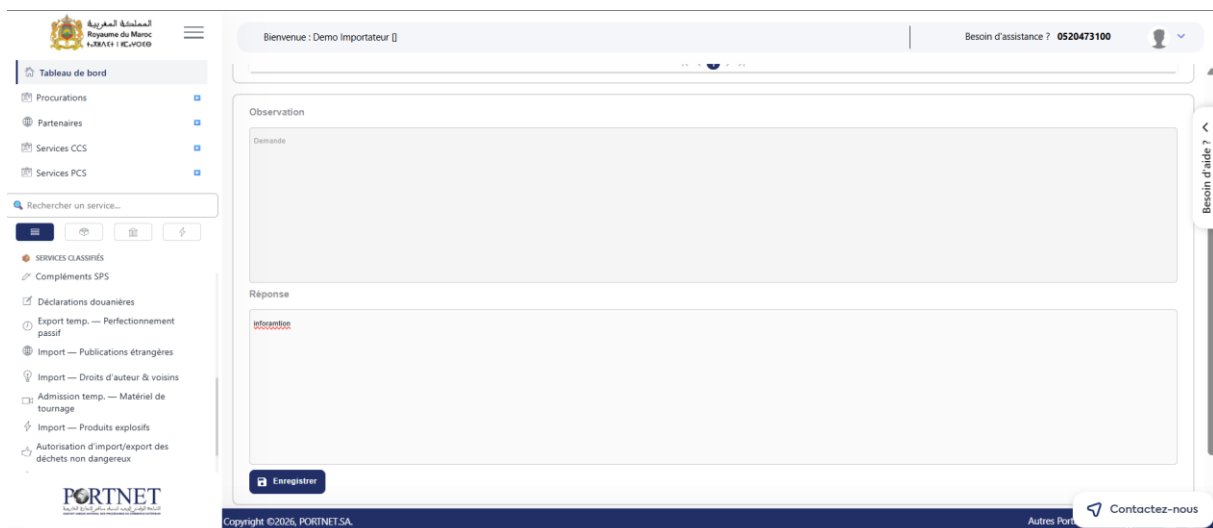 المملكة المغربية
Royaume du Maroc
ⵜⴰⴳⵍⴷⵉⵜ ⵏ ⵍⵎⵖⵔⵉⴱ
Bienvenue : Demo Importateur []
Besoin d'assistance ? 0520473100
Tableau de bord
Procurations
Partenaires
Services CCS
Services PCS
Rechercher un service...
SERVICES CLASSIFIÉS
Compléments SPS
Déclarations douanières
Export temp. — Perfectionnement
passif
Import — Publications étrangères
Import — Droits d'auteur & voisins
Admission temp. — Matériel de
tournage
Import — Produits explosifs
Autorisation d'import/export des
déchets non dangereux
PORTNET
1
Observation
Demande
Réponse
inforamtion
Enregistrer
Besoin d'aide ?
Contactez-nous
Copyright ©2026, PORTNET.SA.
Autres Port